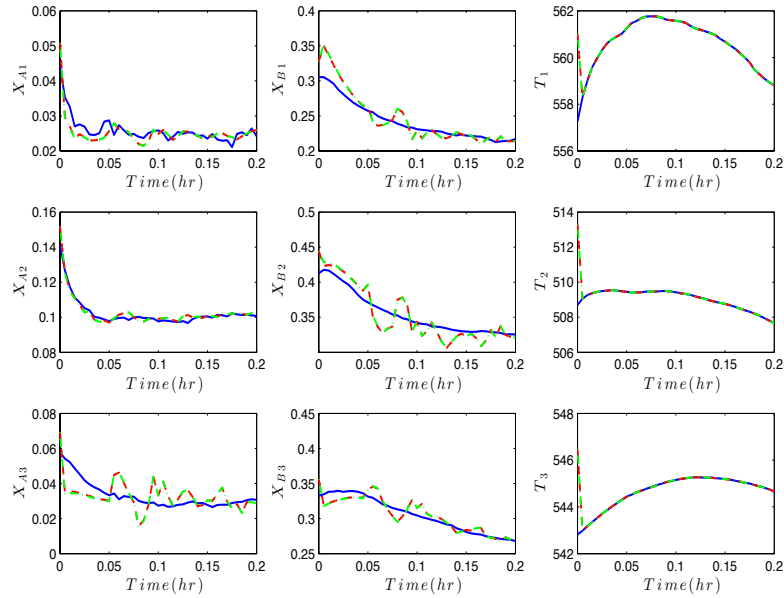 0.06
0.05
0.04
0.03
0.02
X_{A1}
0 0.05 0.1 0.15 0.2
Time(hr)
0.4
0.35
0.3
0.25
0.2
X_{B1}
0 0.05 0.1 0.15 0.2
Time(hr)
562
560
558
556
T_1
0 0.05 0.1 0.15 0.2
Time(hr)
0.16
0.14
0.12
0.1
0.08
X_{A2}
0 0.05 0.1 0.15 0.2
Time(hr)
0.5
0.45
0.4
0.35
X_{B2}
0 0.05 0.1 0.15 0.2
Time(hr)
514
512
510
508
506
T_2
0 0.05 0.1 0.15 0.2
Time(hr)
0.08
0.06
0.04
0.02
0
X_{A3}
0 0.05 0.1 0.15 0.2
Time(hr)
0.45
0.4
0.35
0.3
0.25
X_{B3}
0 0.05 0.1 0.15 0.2
Time(hr)
548
546
544
542
T_3
0 0.05 0.1 0.15 0.2
Time(hr)